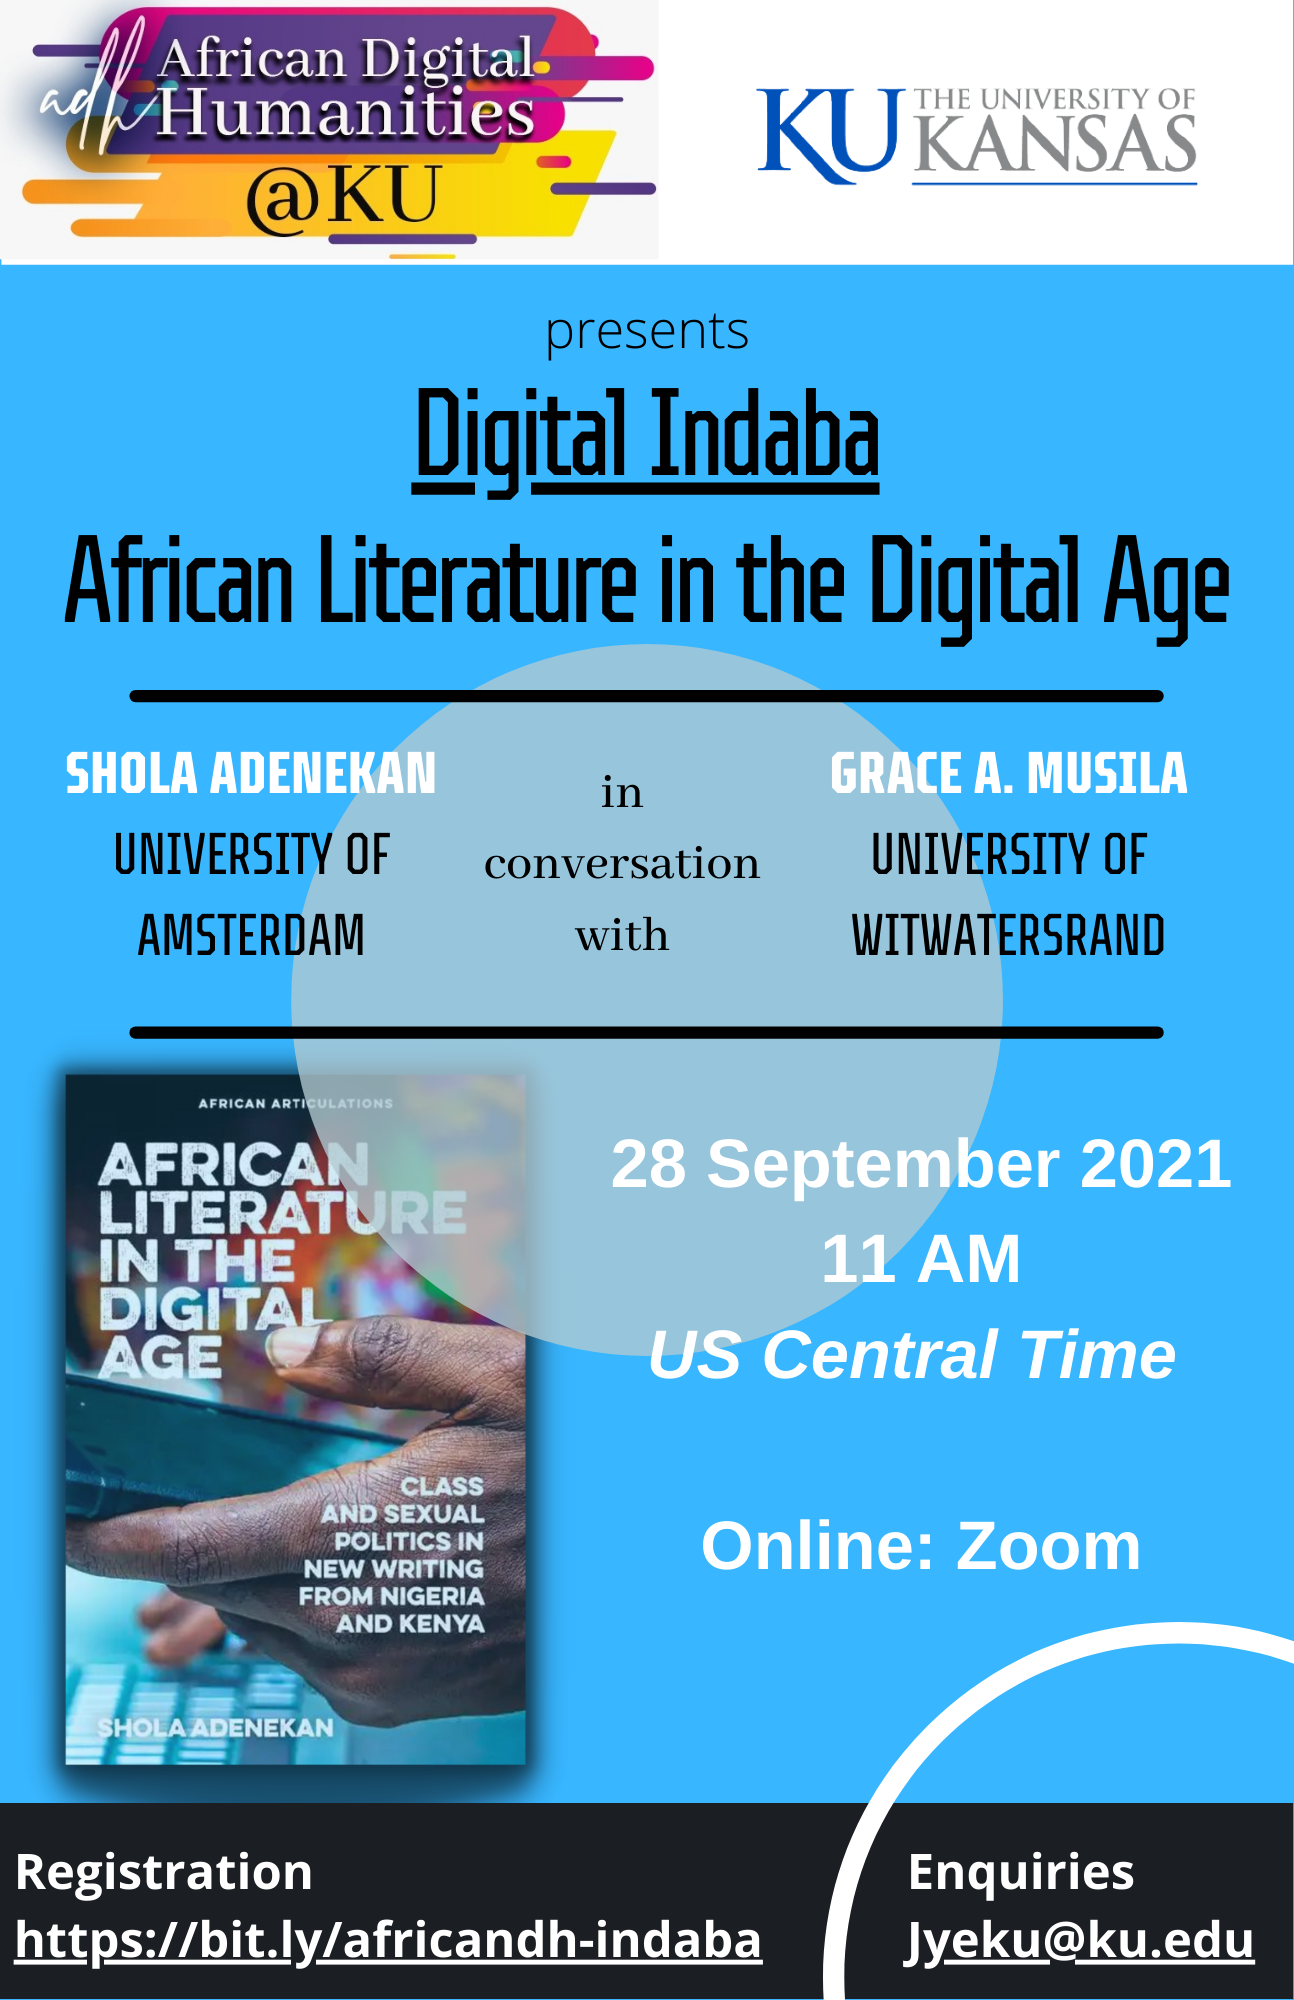 adh African Digital
Humanities
@KU
KU THE UNIVERSITY OF
KANSAS
presents
Digital Indaba
African Literature in the Digital Age
SHOLA ADENEKAN
UNIVERSITY OF
AMSTERDAM
in
conversation
with
GRACE A. MUSILA
UNIVERSITY OF
WITWATERSRAND
AFRICAN ARTICULATIONS
AFRICAN
LITERATURE
IN THE
DIGITAL
AGE
CLASS
AND SEXUAL
POLITICS IN
NEW WRITING
FROM NIGERIA
AND KENYA
SHOLA ADENEKAN
28 September 2021
11 AM
US Central Time
Online: Zoom
Registration
https://bit.ly/africandh-indaba
Enquiries
Jyeku@ku.edu